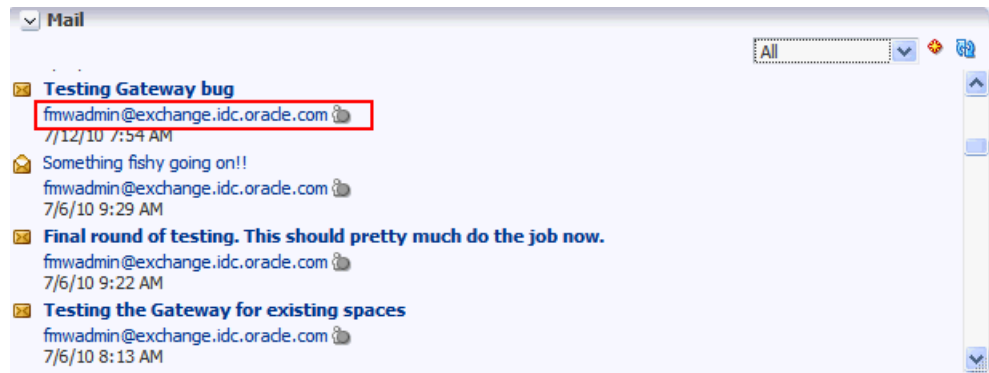 Mail
All
Testing Gateway bug
fmwadmin@exchange.idc.oracle.com
7/12/10 7:54 AM
Something fishy going on!!
fmwadmin@exchange.idc.oracle.com
7/6/10 9:29 AM
Final round of testing. This should pretty much do the job now.
fmwadmin@exchange.idc.oracle.com
7/6/10 9:22 AM
Testing the Gateway for existing spaces
fmwadmin@exchange.idc.oracle.com
7/6/10 8:13 AM